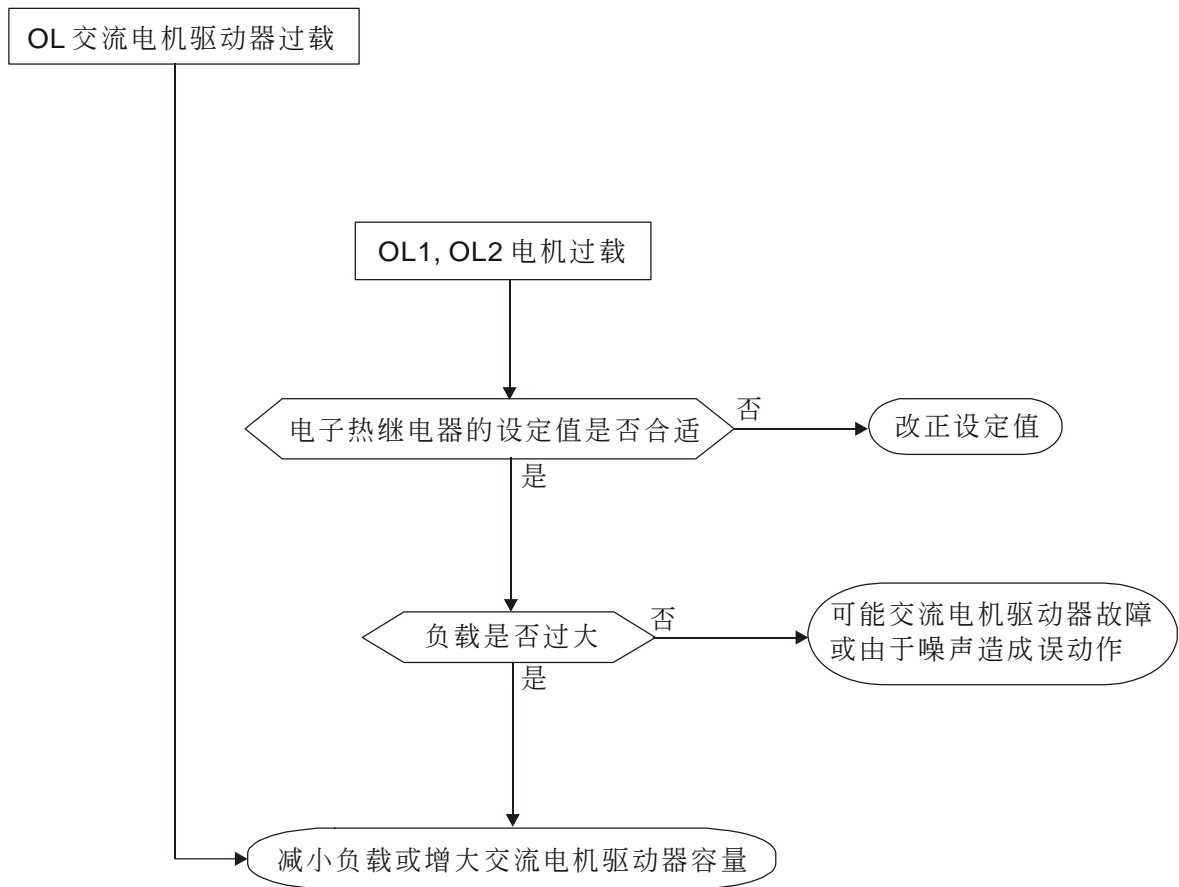 OL 交流电机驱动器过载
OL1, OL2 电机过载
电子热继电器的设定值是否合适
否
改正设定值
是
负载是否过大
否
可能交流电机驱动器故障
或由于噪声造成误动作
是
减小负载或增大交流电机驱动器容量